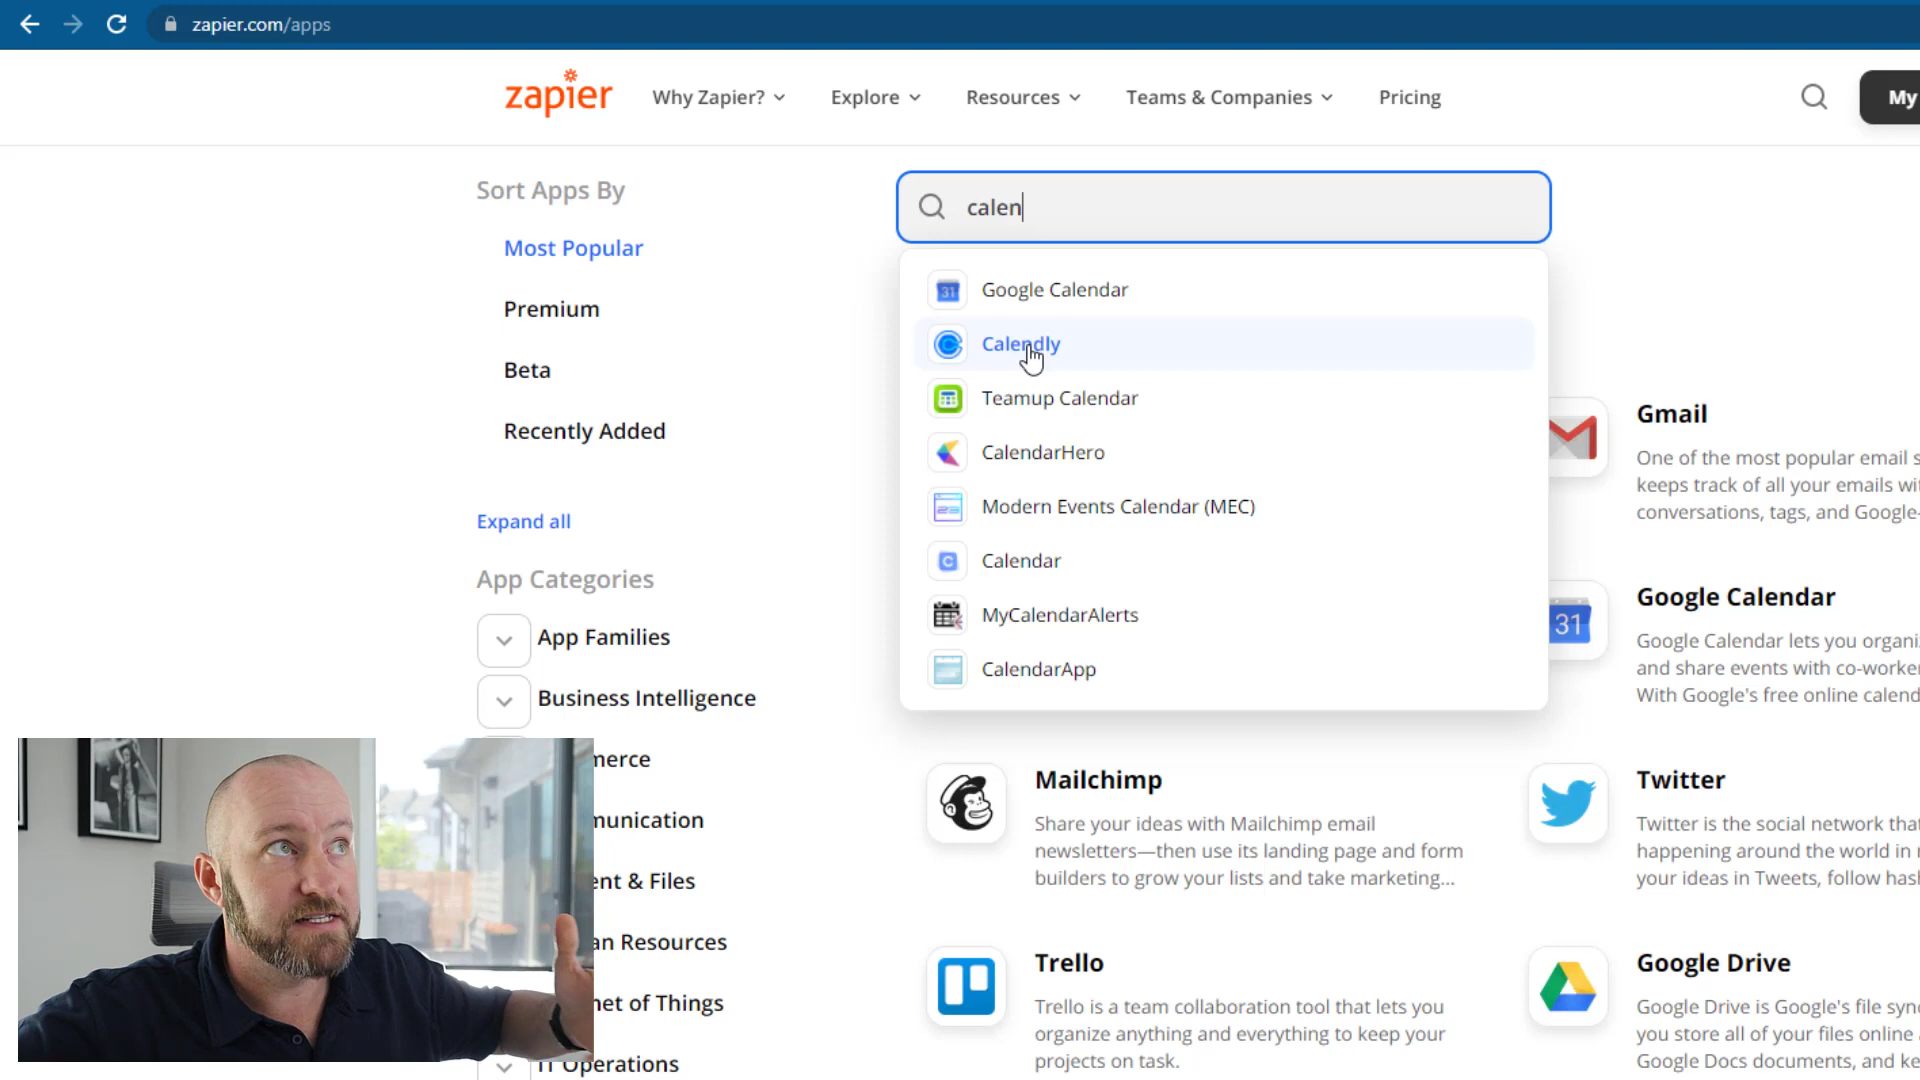 zapier.com/apps
zapier
Why Zapier?
Explore
Resources
Teams & Companies
Pricing
My
Sort Apps By
Most Popular
Premium
Beta
Recently Added
Expand all
App Categories
App Families
Business Intelligence
merce
munication
ent & Files
an Resources
net of Things
IT Operations
calen
31
Google Calendar
Calendly
Teamup Calendar
CalendarHero
23
Modern Events Calendar (MEC)
C
Calendar
MyCalendarAlerts
CalendarApp
Gmail
One of the most popular email s
keeps track of all your emails wi
conversations, tags, and Google-
31
Google Calendar
Google Calendar lets you organi
and share events with co-worke
With Google's free online calend
Mailchimp
Share your ideas with Mailchimp email
newsletters—then use its landing page and form
builders to grow your lists and take marketing...
Twitter
Twitter is the social network that
happening around the world in r
your ideas in Tweets, follow hash
Trello
Trello is a team collaboration tool that lets you
organize anything and everything to keep your
projects on task.
Google Drive
Google Drive is Google's file sync
you store all of your files online
Google Docs documents, and ke